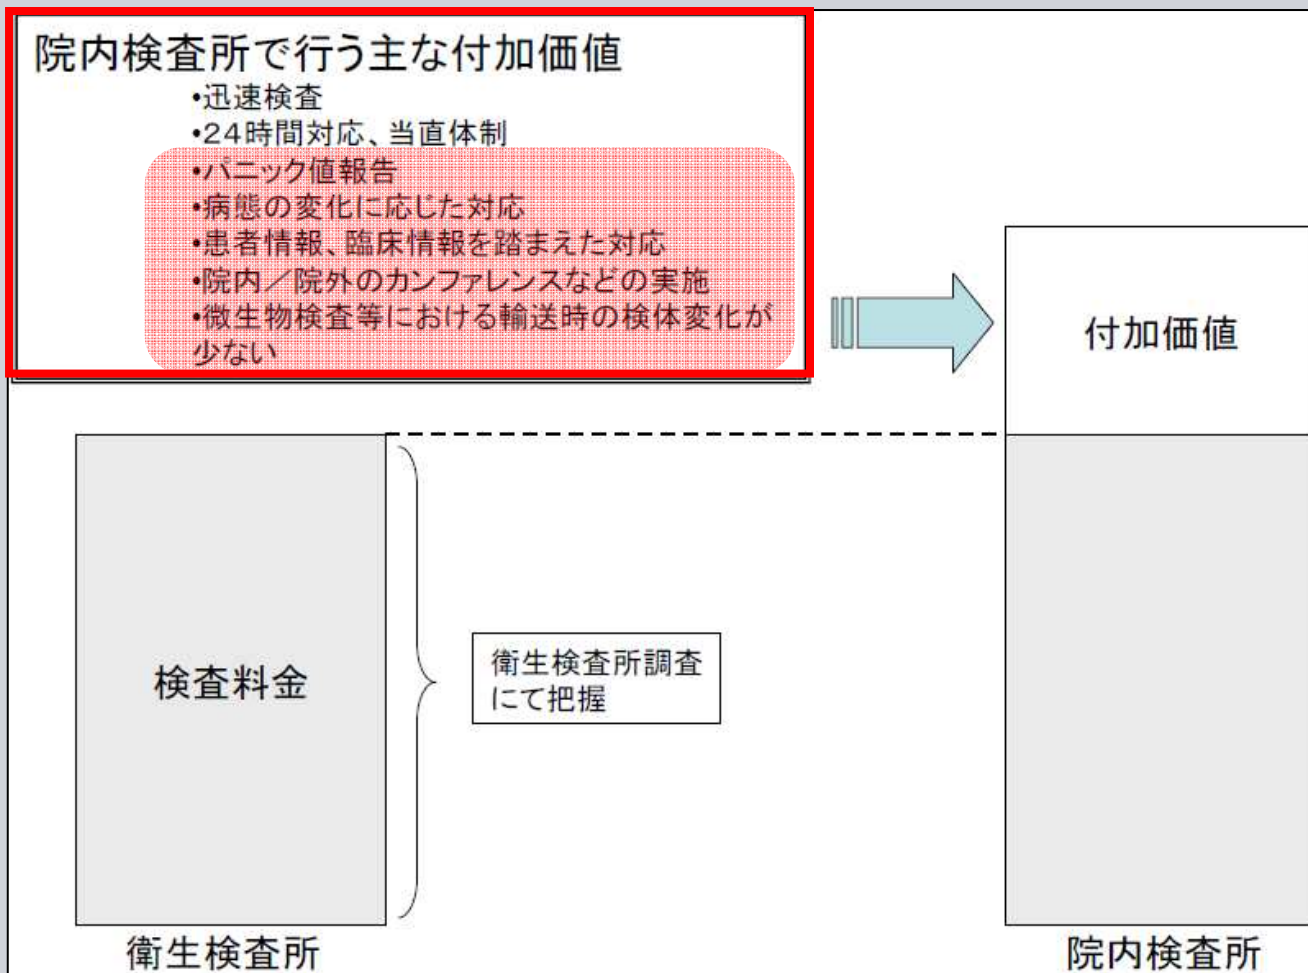 院内検査所で行う主な付加価値
•迅速検査
•24時間対応、当直体制
•パニック値報告
•病態の変化に応じた対応
•患者情報、臨床情報を踏まえた対応
•院内／院外のカンファレンスなどの実施
•微生物検査等における輸送時の検体変化が
少ない
付加価値
検査料金
衛生検査所調査
にて把握
衛生検査所
院内検査所